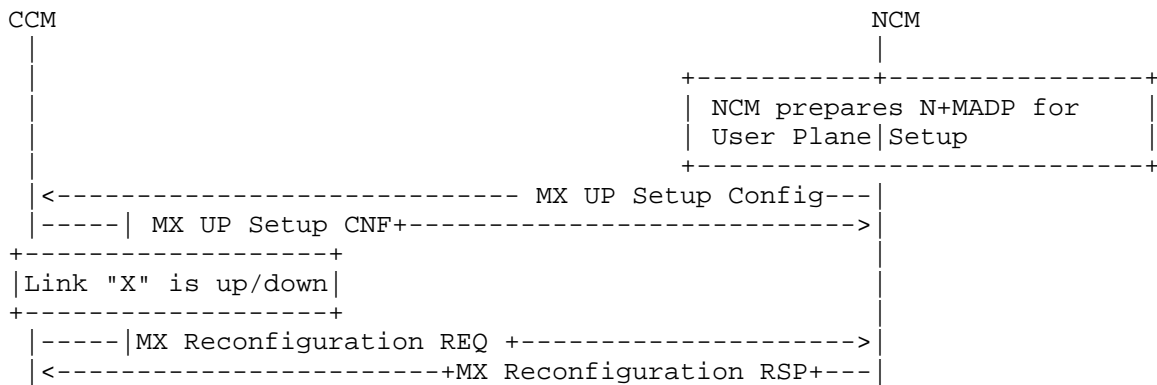 CCM NCM
NCM prepares N+MADP for
User Plane Setup
MX UP Setup Config
MX UP Setup CNF
Link "X" is up/down
MX Reconfiguration REQ
MX Reconfiguration RSP